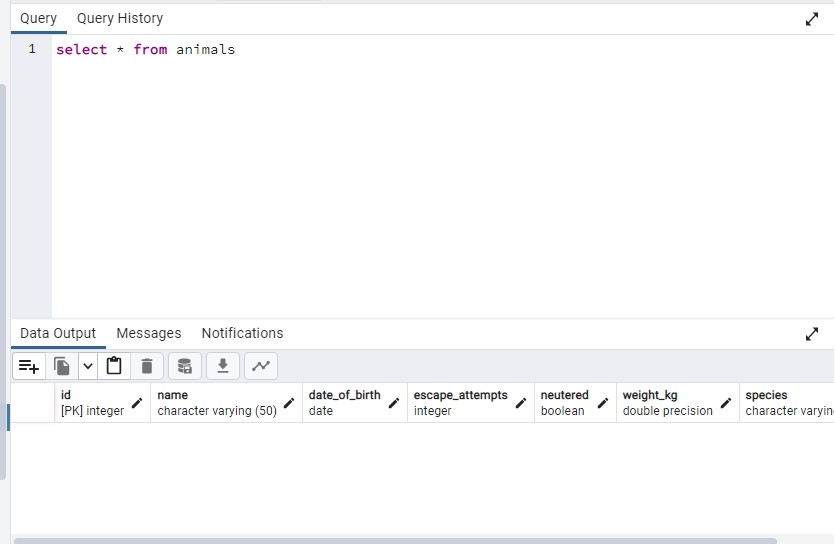 Query Query History
1 select * from animals
Data Output Messages Notifications
id name date_of_birth escape_attempts neutered weight_kg species
[PK] integer character varying (50) date integer boolean double precision character varyin